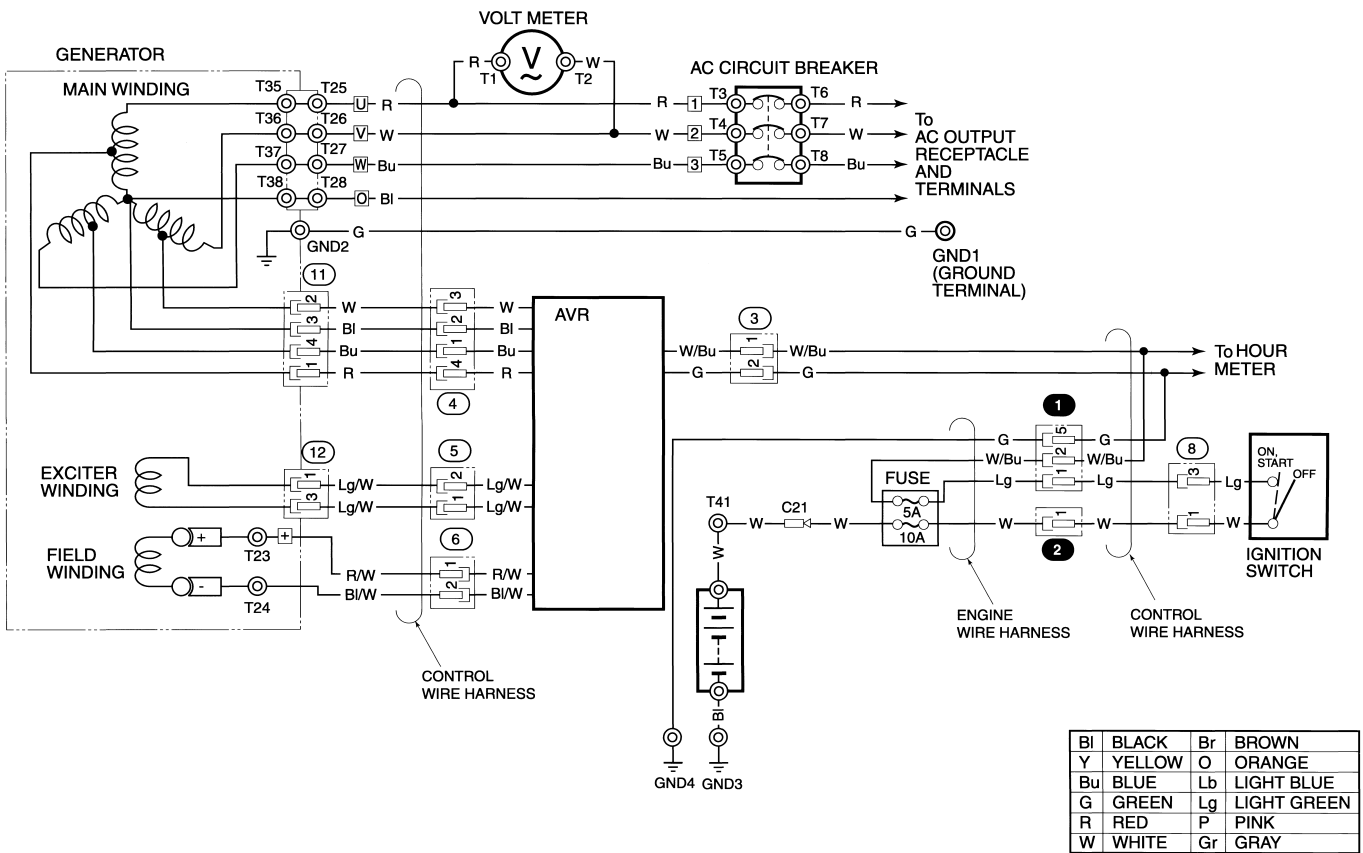 VOLT METER
GENERATOR
MAIN WINDING
R T1 V ~ T2 W
AC CIRCUIT BREAKER
T35 T25 U R R 1 T3 T6 R
T36 T26 V W W 2 T4 T7 W
T37 T27 W Bu Bu 3 T5 T8 Bu
T38 T28 O Bl
To
AC OUTPUT
RECEPTACLE
AND
TERMINALS
GND2 G G
GND1
(GROUND
TERMINAL)
11
2 W 3 W
3 Bl 2 Bl
4 Bu 1 Bu
1 R 4 R
4
AVR
3
W/Bu 1 W/Bu
G 2 G
To HOUR
METER
1
G 5 G
W/Bu 2 W/Bu
Lg 1 Lg
8
3 Lg
ON,
START
OFF
EXCITER
WINDING
12
1 Lg/W
3 Lg/W
5
2 Lg/W
1 Lg/W
FUSE
5A
10A
T41 W C21 W
W 1 W 1 W
2
IGNITION
SWITCH
W
FIELD
WINDING
+ T23 +
- T24
6
R/W 1 R/W
Bl/W 2 Bl/W
ENGINE
WIRE HARNESS
CONTROL
WIRE HARNESS
CONTROL
WIRE HARNESS
Bl
GND4 GND3
Bl BLACK Br BROWN
Y YELLOW O ORANGE
Bu BLUE Lb LIGHT BLUE
G GREEN Lg LIGHT GREEN
R RED P PINK
W WHITE Gr GRAY